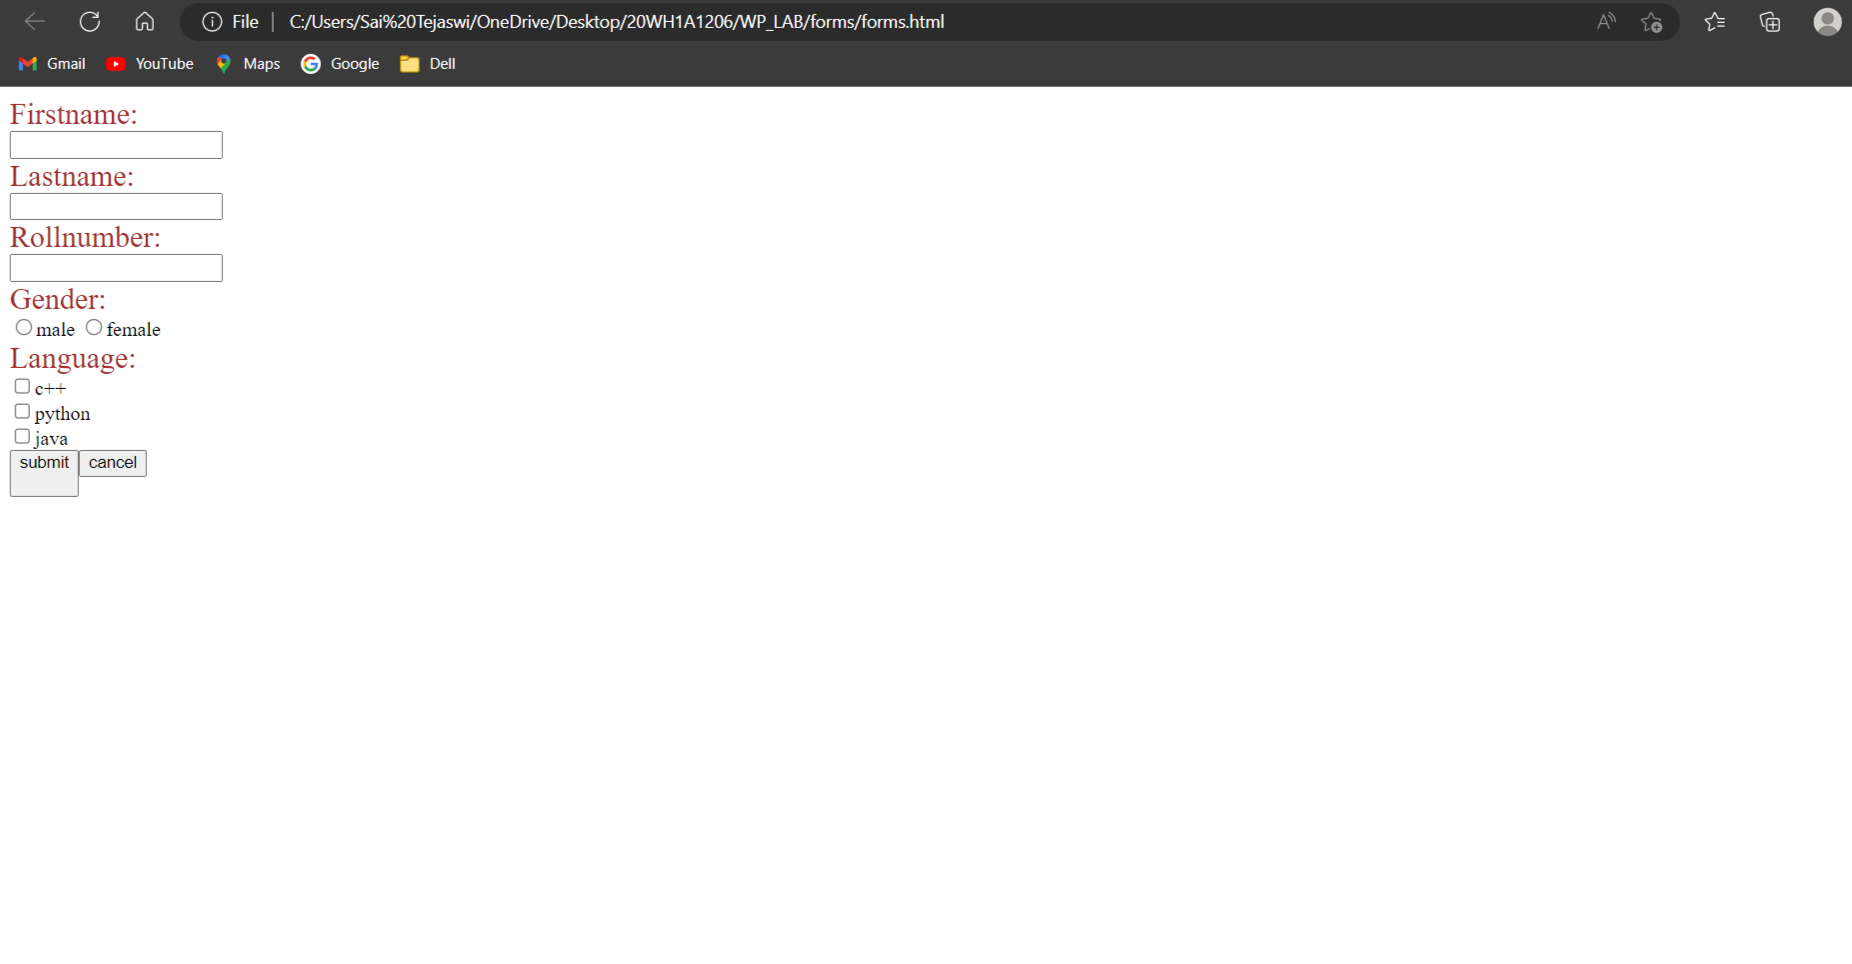 File | C:/Users/Sai%20Tejaswi/OneDrive/Desktop/20WH1A1206/WP_LAB/forms/forms.html
Gmail YouTube Maps Google Dell
Firstname:
Lastname:
Rollnumber:
Gender:
male female
Language:
c++
python
java
submit cancel